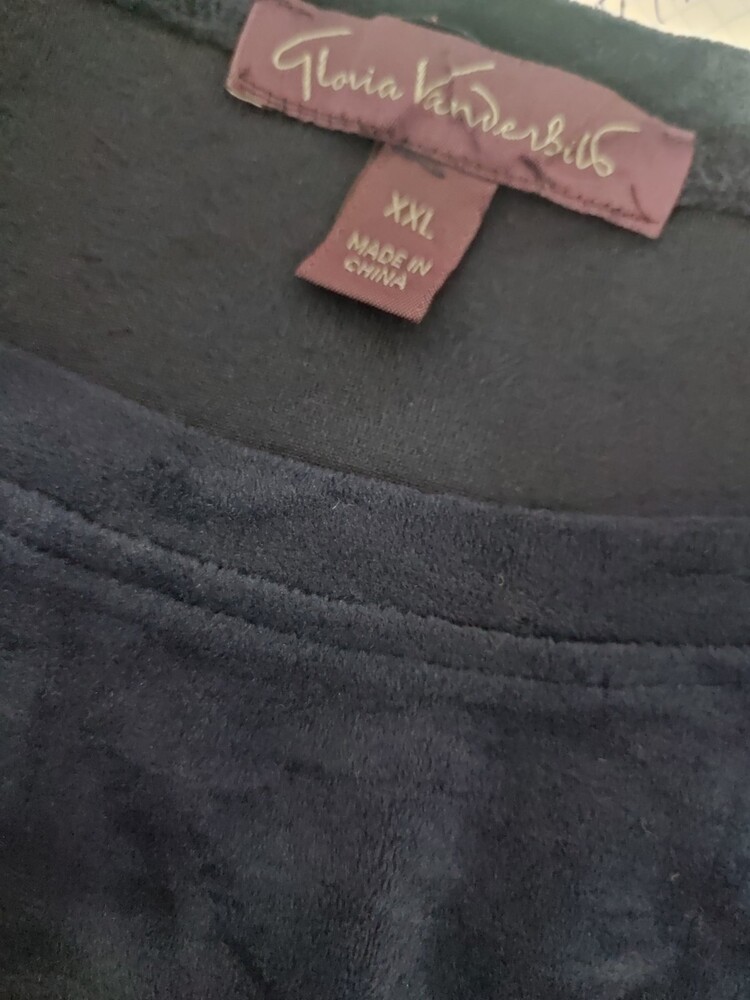 Gloria Vanderbilt
XXL
MADE IN
CHINA